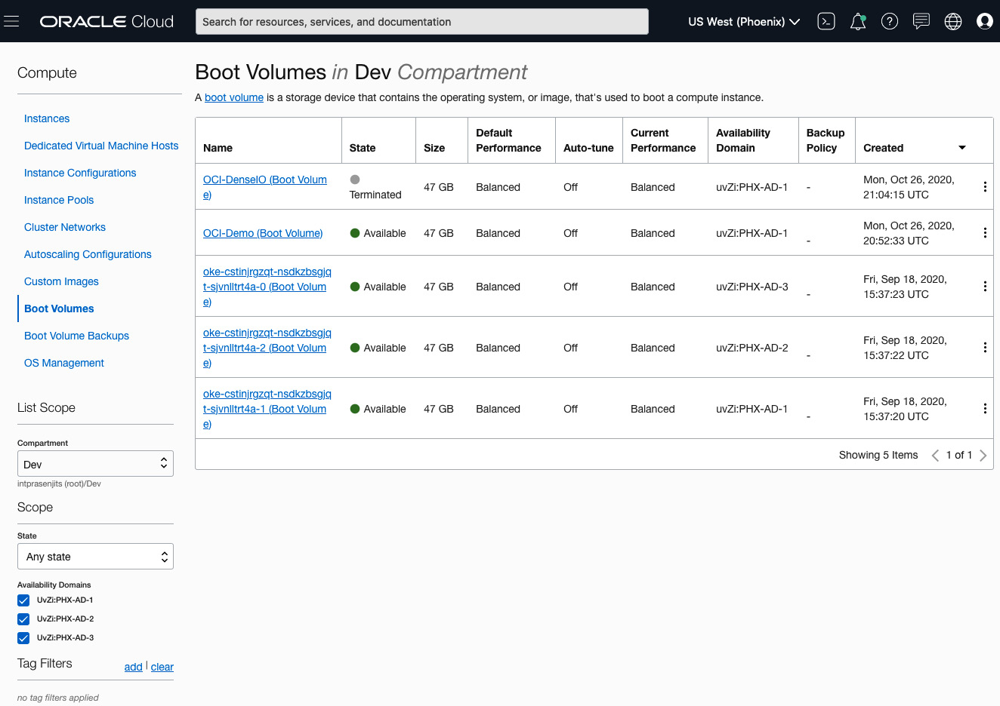 ORACLE Cloud
Search for resources, services, and documentation
US West (Phoenix)
Compute
Instances
Dedicated Virtual Machine Hosts
Instance Configurations
Instance Pools
Cluster Networks
Autoscaling Configurations
Custom Images
Boot Volumes
Boot Volume Backups
OS Management
List Scope
Compartment
Dev
intprasenjits (root)/Dev
Scope
State
Any state
Availability Domains
UvZi:PHX-AD-1
UvZi:PHX-AD-2
UvZi:PHX-AD-3
Tag Filters add | clear
no tag filters applied
Boot Volumes in Dev Compartment
A boot volume is a storage device that contains the operating system, or image, that's used to boot a compute instance.
Name
State
Size
Default
Performance
Auto-tune
Current
Performance
Availability
Domain
Backup
Policy
Created
OCI-DenseIO (Boot Volum
e)
Terminated
47 GB
Balanced
Off
Balanced
uvZi:PHX-AD-1
-
Mon, Oct 26, 2020,
21:04:15 UTC
OCI-Demo (Boot Volume)
Available
47 GB
Balanced
Off
Balanced
uvZi:PHX-AD-1
-
Mon, Oct 26, 2020,
20:52:33 UTC
oke-cstinjrgzqt-nsdkzbsgjq
t-sjvnlltrt4a-0 (Boot Volum
e)
Available
47 GB
Balanced
Off
Balanced
uvZi:PHX-AD-3
-
Fri, Sep 18, 2020,
15:37:23 UTC
oke-cstinjrgzqt-nsdkzbsgjq
t-sjvnlltrt4a-2 (Boot Volum
e)
Available
47 GB
Balanced
Off
Balanced
uvZi:PHX-AD-2
-
Fri, Sep 18, 2020,
15:37:22 UTC
oke-cstinjrgzqt-nsdkzbsgjq
t-sjvnlltrt4a-1 (Boot Volum
e)
Available
47 GB
Balanced
Off
Balanced
uvZi:PHX-AD-1
-
Fri, Sep 18, 2020,
15:37:20 UTC
Showing 5 Items
1 of 1